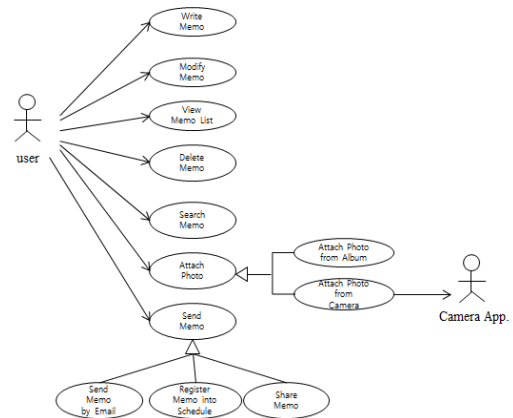 Write
Memo
Modify
Memo
View
Memo List
user
Delete
Memo
Search
Memo
Attach
Photo
Attach Photo
from Album
Attach Photo
from
Camera
Camera App.
Send
Memo
Send
Memo
by Email
Register
Memo into
Schedule
Share
Memo